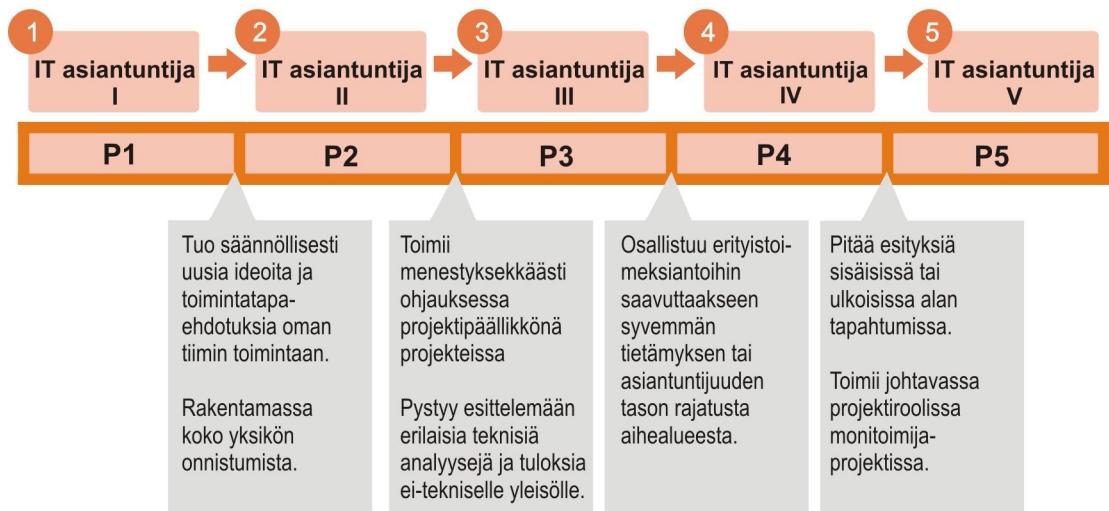 1
IT asiantuntija
I
2
IT asiantuntija
II
3
IT asiantuntija
III
4
IT asiantuntija
IV
5
IT asiantuntija
V
P1
P2
P3
P4
P5
Tuo säännöllisesti
uusia ideoita ja
toimintatapa-
ehdotuksia oman
tiimin toimintaan.
Rakentamassa
koko yksikön
onnistumista.
Toimii
menestyksekkäästi
ohjauksessa
projektipäällikkönä
projekteissa
Pystyy esittelemään
erilaisia teknisiä
analyysejä ja tuloksia
ei-tekniselle yleisölle.
Osallistuu erityistoi-
meksiantoihin
saavuttaakseen
syvemmän
tietämyksen tai
asiantuntijuuden
tason rajatusta
aihealueesta.
Pitää esityksiä
sisäisissä tai
ulkoisissa alan
tapahtumissa.
Toimii johtavassa
projektiroolissa
monitoimija-
projektissa.